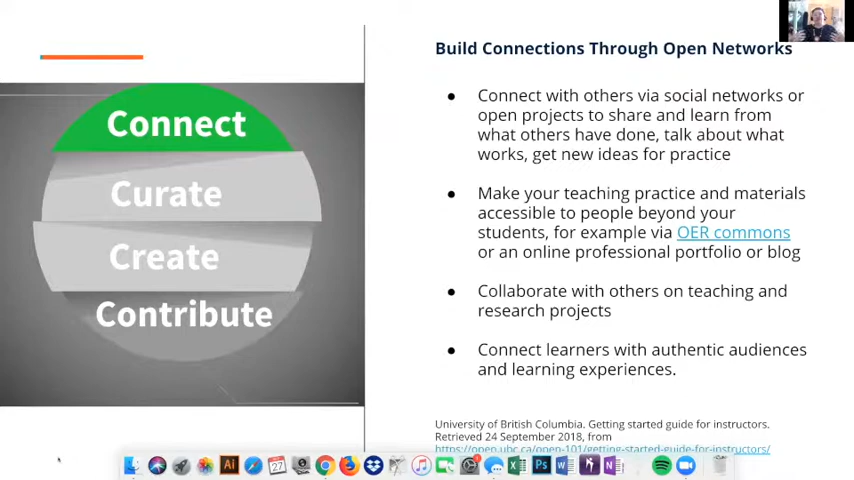 Connect
Curate
Create
Contribute
Build Connections Through Open Networks
● Connect with others via social networks or
open projects to share and learn from
what others have done, talk about what
works, get new ideas for practice
● Make your teaching practice and materials
accessible to people beyond your
students, for example via OER commons
or an online professional portfolio or blog
● Collaborate with others on teaching and
research projects
● Connect learners with authentic audiences
and learning experiences.
University of British Columbia. Getting started guide for instructors.
Retrieved 24 September 2018, from
https://open.ubc.ca/open-101/getting-started-guide-for-instructors/
Ai
27
Ps